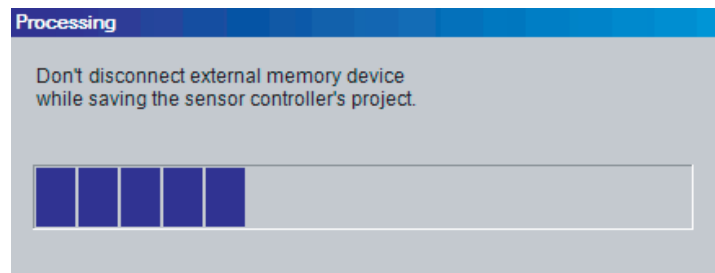 Processing
Don't disconnect external memory device
while saving the sensor controller's project.